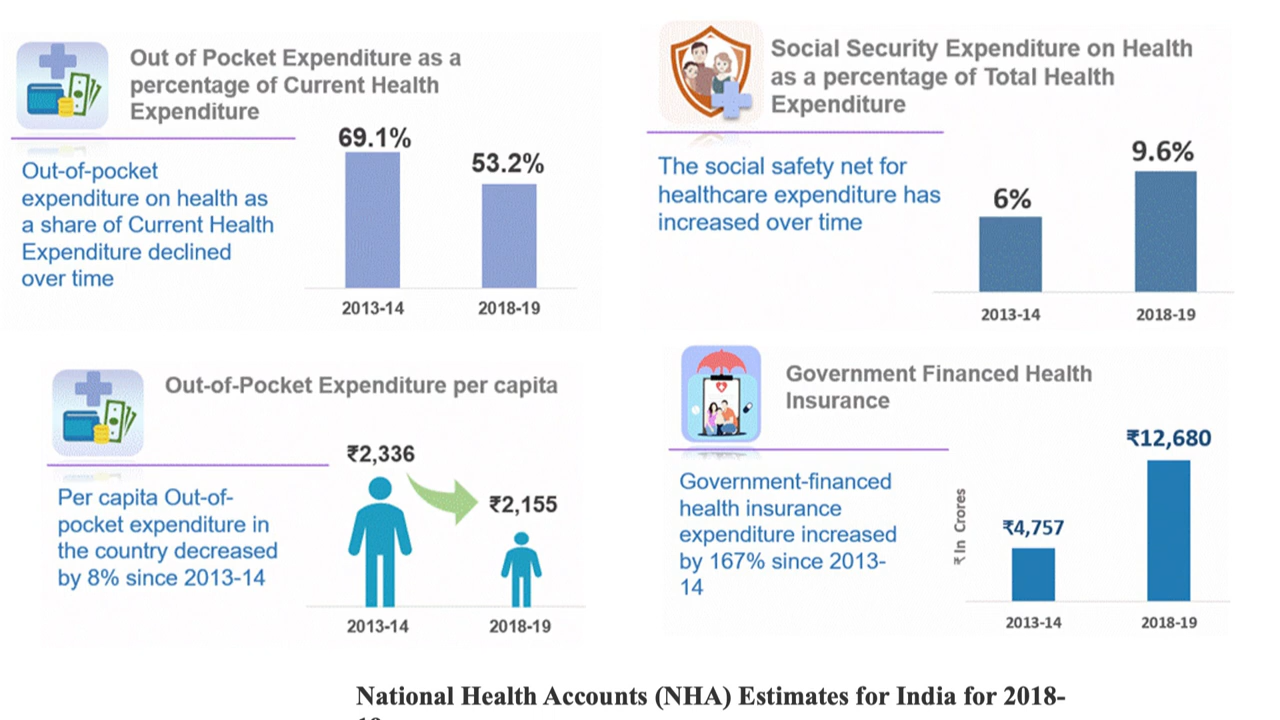 Out of Pocket Expenditure as a
percentage of Current Health
Expenditure
69.1%
53.2%
Out-of-pocket
expenditure on health as
a share of Current Health
Expenditure declined
over time
2013-14
2018-19
Social Security Expenditure on Health
as a percentage of Total Health
Expenditure
9.6%
6%
The social safety net for
healthcare expenditure has
increased over time
2013-14
2018-19
Out-of-Pocket Expenditure per capita
₹2,336
₹2,155
Per capita Out-of-
pocket expenditure in
the country decreased
by 8% since 2013-14
2013-14
2018-19
Government Financed Health
Insurance
₹12,680
₹4,757
Government-financed
health insurance
expenditure increased
by 167% since 2013-
14
₹ In Crores
2013-14
2018-19
National Health Accounts (NHA) Estimates for India for 2018-